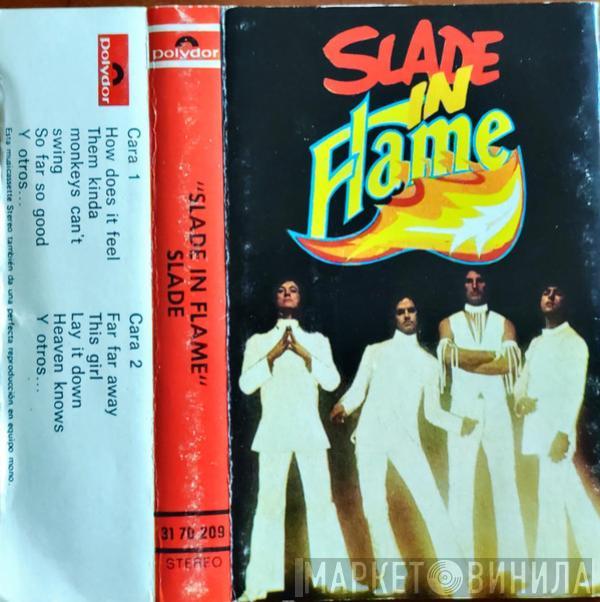 Polydor
Cara 1
How does it feel
Them kinda
monkeys can't
swing
So far so good
Y otros...
Cara 2
Far far away
This girl
Lay it down
Heaven knows
Y otros...
Esta musicassette Stereo también da una perfecta reproducción en equipo mono.
Polydor
"SLADE IN FLAME"
SLADE
31 70 209
STEREO
SLADE
IN
Flame
МАРКЕТ ВИНИЛА